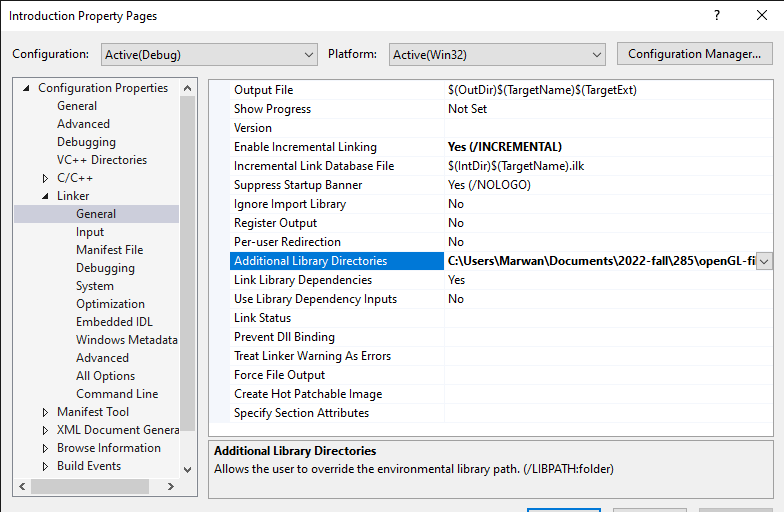 Introduction Property Pages
?
Configuration: Active(Debug) Platform: Active(Win32) Configuration Manager...
Configuration Properties
General
Advanced
Debugging
VC++ Directories
C/C++
Linker
General
Input
Manifest File
Debugging
System
Optimization
Embedded IDL
Windows Metadata
Advanced
All Options
Command Line
Manifest Tool
XML Document Genera
Browse Information
Build Events
Output File $(OutDir)$(TargetName)$(TargetExt)
Show Progress Not Set
Version
Enable Incremental Linking Yes (/INCREMENTAL)
Incremental Link Database File $(IntDir)$(TargetName).ilk
Suppress Startup Banner Yes (/NOLOGO)
Ignore Import Library No
Register Output No
Per-user Redirection No
Additional Library Directories C:\Users\Marwan\Documents\2022-fall\285\openGL-fi
Link Library Dependencies Yes
Use Library Dependency Inputs No
Link Status
Prevent Dll Binding
Treat Linker Warning As Errors
Force File Output
Create Hot Patchable Image
Specify Section Attributes
Additional Library Directories
Allows the user to override the environmental library path. (/LIBPATH:folder)